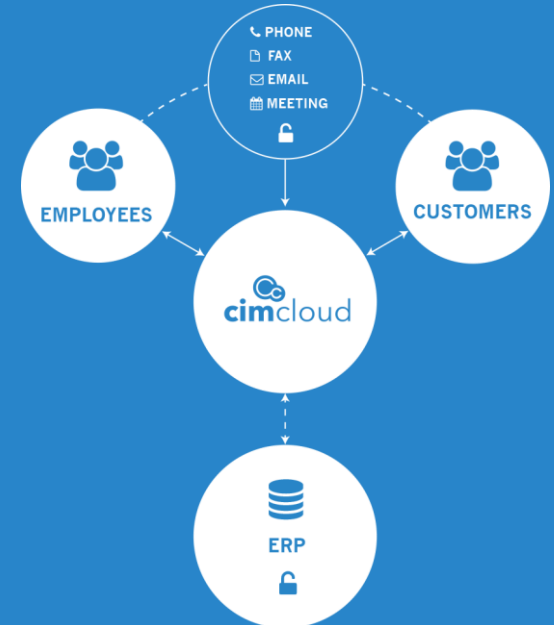 PHONE
FAX
EMAIL
MEETING
EMPLOYEES
CUSTOMERS
cimcloud
ERP